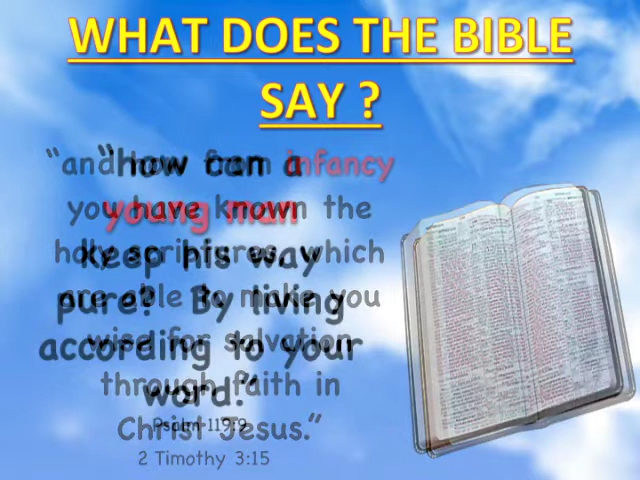 WHAT DOES THE BIBLE
SAY ?
“how can a
young man
keep his way
pure? By living
according to your
word.”
Psalm 119:9
“and how from infancy
you have known the
holy scriptures, which
are able to make you
wise for salvation
through faith in
Christ Jesus.”
2 Timothy 3:15